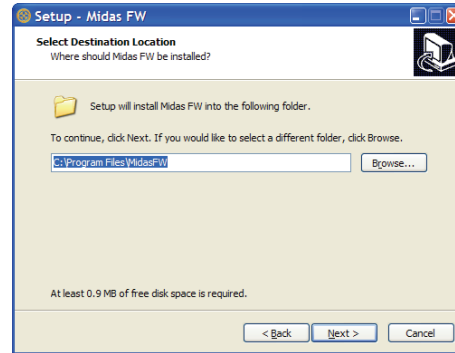 Setup - Midas FW
Select Destination Location
Where should Midas FW be installed?
Setup will install Midas FW into the following folder.
To continue, click Next. If you would like to select a different folder, click Browse.
C:\Program Files\MidasFW
Browse...
At least 0.9 MB of free disk space is required.
< Back
Next >
Cancel